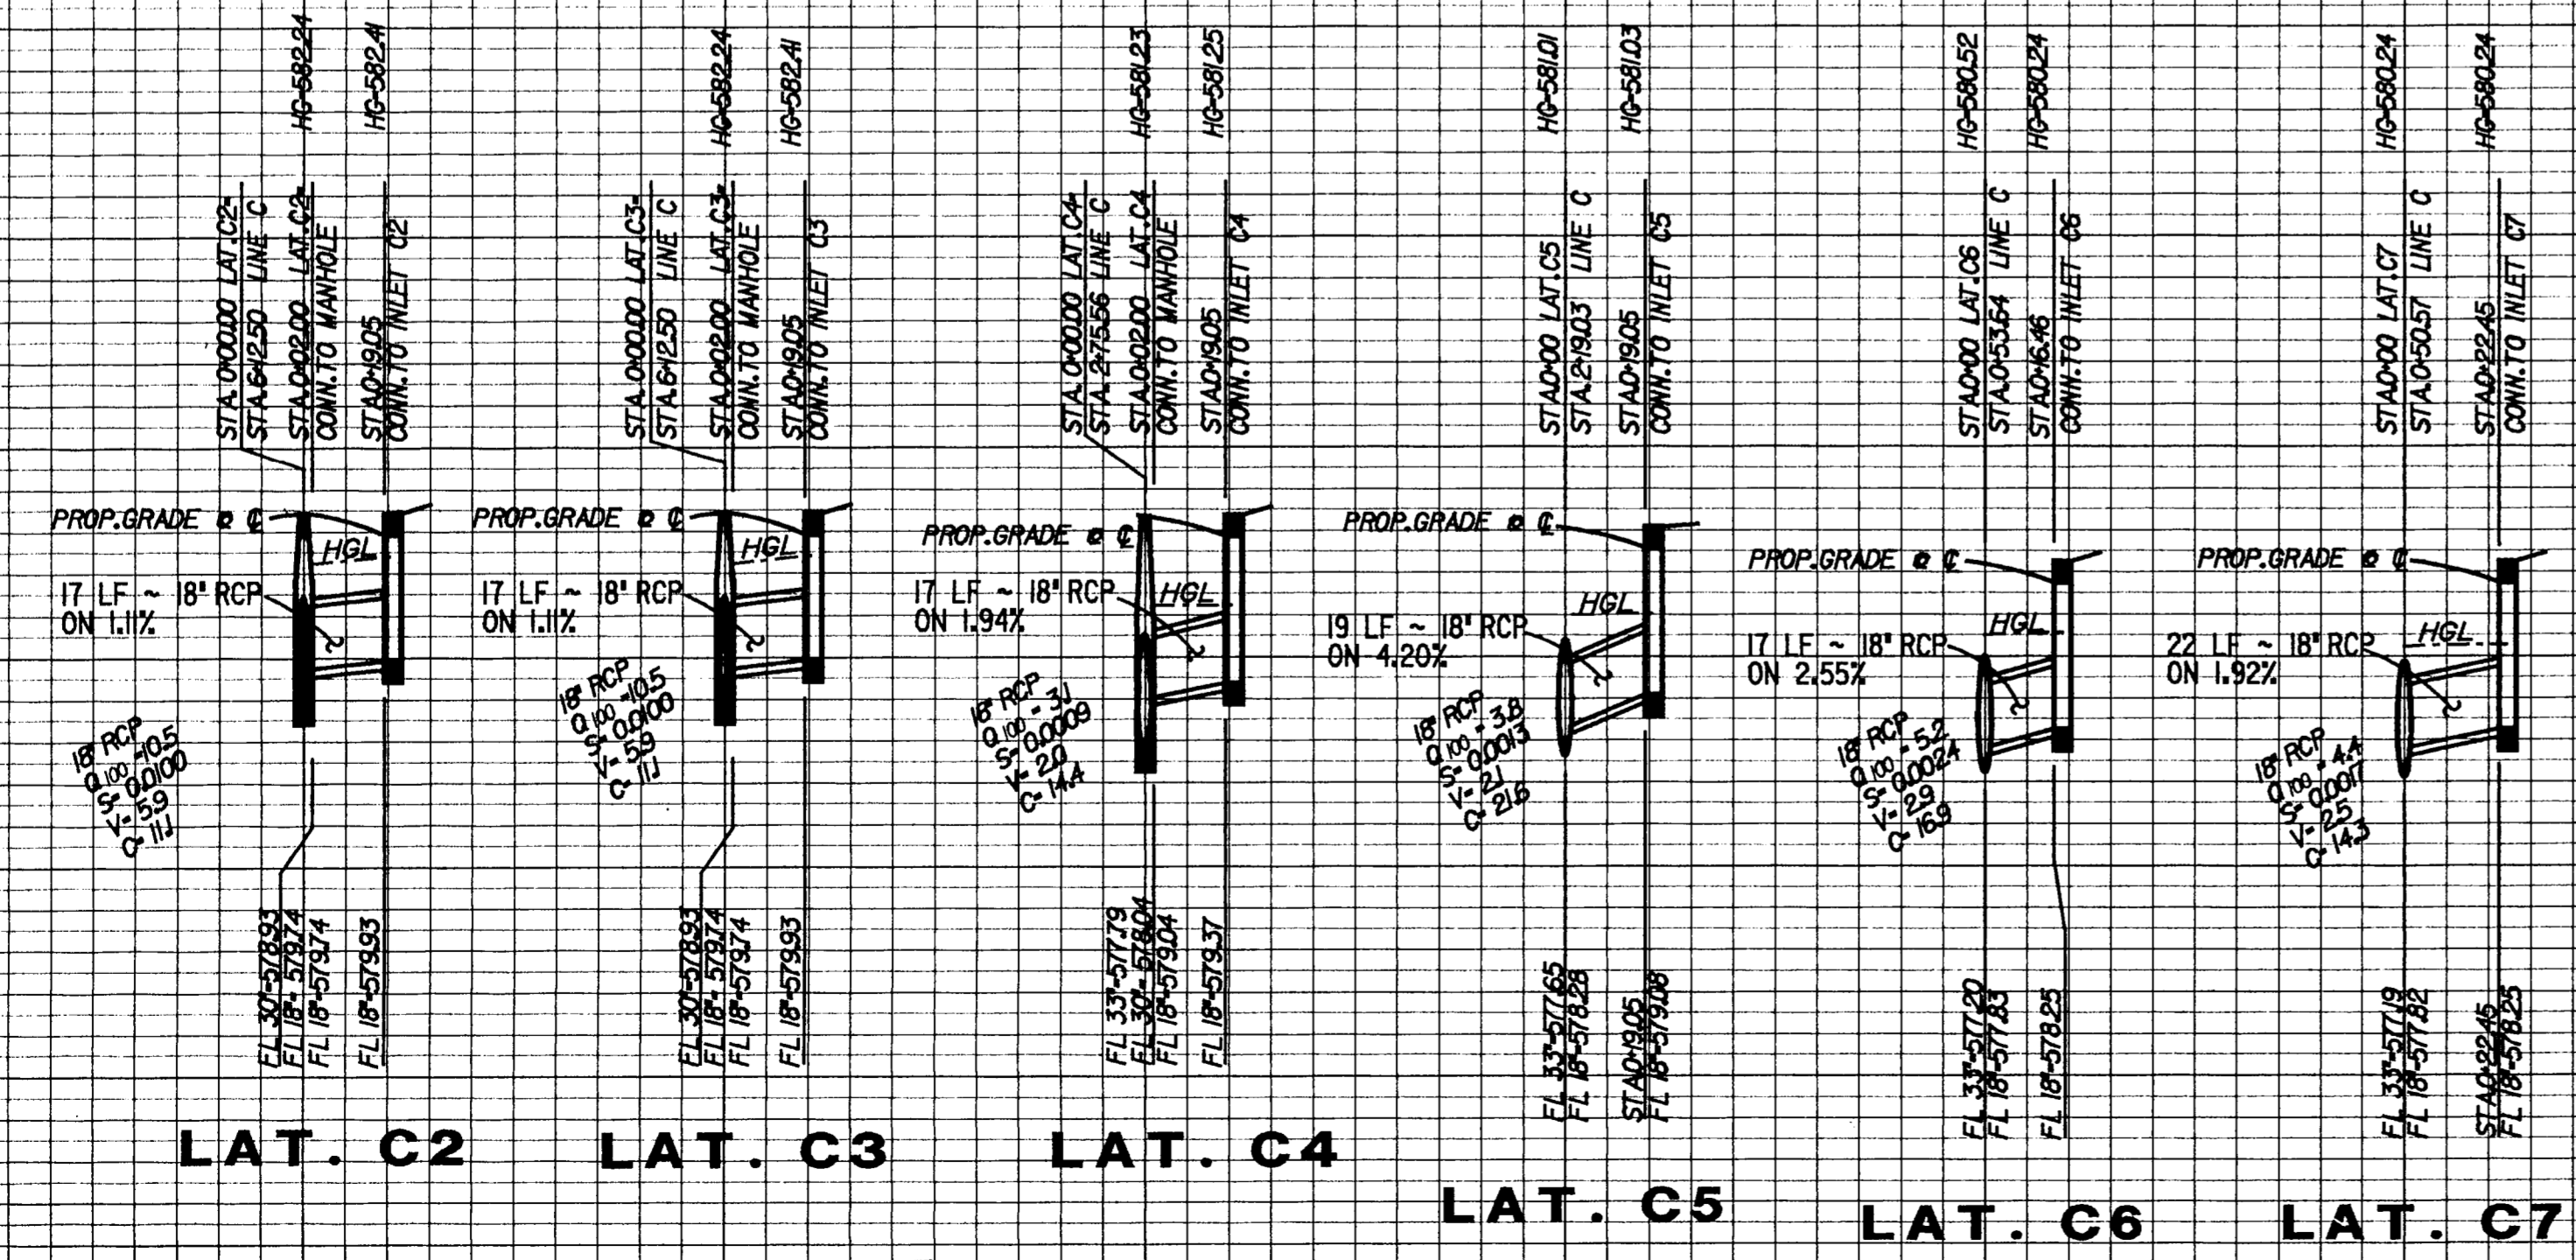 HG-582.24
HG-582.41
STA.0+00.00 LAT.C2=
STA.6+12.50 LINE C
STA.0+02.00 LAT.C2=
CONN.TO MANHOLE
STA.0+19.05
CONN.TO INLET C2
PROP.GRADE @ ℄
HGL
17 LF ~ 18" RCP
ON 1.11%
18" RCP
Q100 =10.5
S= 0.0100
V= 5.9
C= 11.1
FL 30"-578.93
FL 18"- 579.74
FL 18"-579.74
FL 18"-579.93
LAT. C2
HG-582.24
HG-582.41
STA.0+00.00 LAT.C3=
STA.6+12.50 LINE C
STA.0+02.00 LAT.C3=
CONN.TO MANHOLE
STA.0+19.05
CONN.TO INLET C3
PROP.GRADE @ ℄
HGL
17 LF ~ 18" RCP
ON 1.11%
18" RCP
Q100 =10.5
S= 0.0100
V= 5.9
C= 11.1
FL 30"-578.93
FL 18"- 579.74
FL 18"-579.74
FL 18"-579.93
LAT. C3
HG-581.23
HG-581.25
STA. 0+00.00 LAT.C4=
STA. 2+75.56 LINE C
STA.0+02.00 LAT.C4
CONN.TO MANHOLE
STA.0+19.05
CONN.TO INLET C4
PROP.GRADE @ ℄
HGL
17 LF ~ 18" RCP
ON 1.94%
18" RCP
Q100 = 3.1
S= 0.0009
V= 2.0
C= 14.4
FL 33"-577.79
FL 30"- 578.04
FL 18"-579.04
FL 18"-579.37
LAT. C4
HG-581.01
HG-581.03
STA.0+00 LAT.C5
STA.2+19.03 LINE C
STA.0+19.05
CONN.TO INLET C5
PROP.GRADE @ ℄
HGL
19 LF ~ 18" RCP
ON 4.20%
18" RCP
Q100 = 3.8
S= 0.0013
V= 2.1
C= 21.6
FL 33"-577.65
FL 18"-578.28
STA.0+19.05
FL 18"-579.08
LAT. C5
HG-580.52
HG-580.24
STA.0+00 LAT.C6
STA.0+53.64 LINE C
STA.0+16.46
CONN.TO INLET C6
PROP.GRADE @ ℄
HGL
17 LF ~ 18" RCP
ON 2.55%
18" RCP
Q100 = 5.2
S= 0.0024
V= 2.9
C= 16.9
FL 33"-577.20
FL 18"-577.83
FL 18"-578.25
LAT. C6
HG-580.24
HG-580.24
STA.0+00 LAT.C7
STA.0+50.57 LINE C
STA.0+22.45
CONN.TO INLET C7
PROP.GRADE @ ℄
HGL
22 LF ~ 18" RCP
ON 1.92%
18" RCP
Q100 = 4.4
S= 0.0017
V= 2.5
C= 14.3
FL 33"-577.19
FL 18"-577.82
STA.0+22.45
FL 18"-578.25
LAT. C7